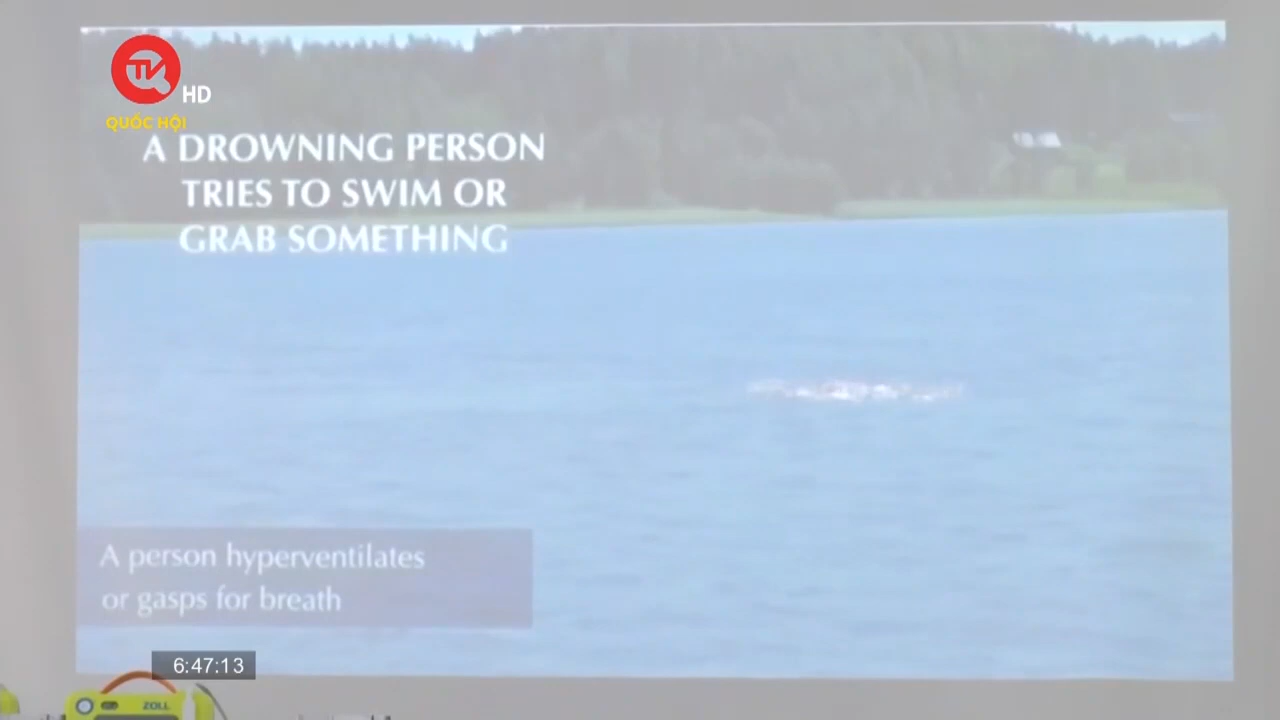 TV
HD
QUỐC HỘI
A DROWNING PERSON
TRIES TO SWIM OR
GRAB SOMETHING
A person hyperventilates
or gasps for breath
6:47:13
ZOLL